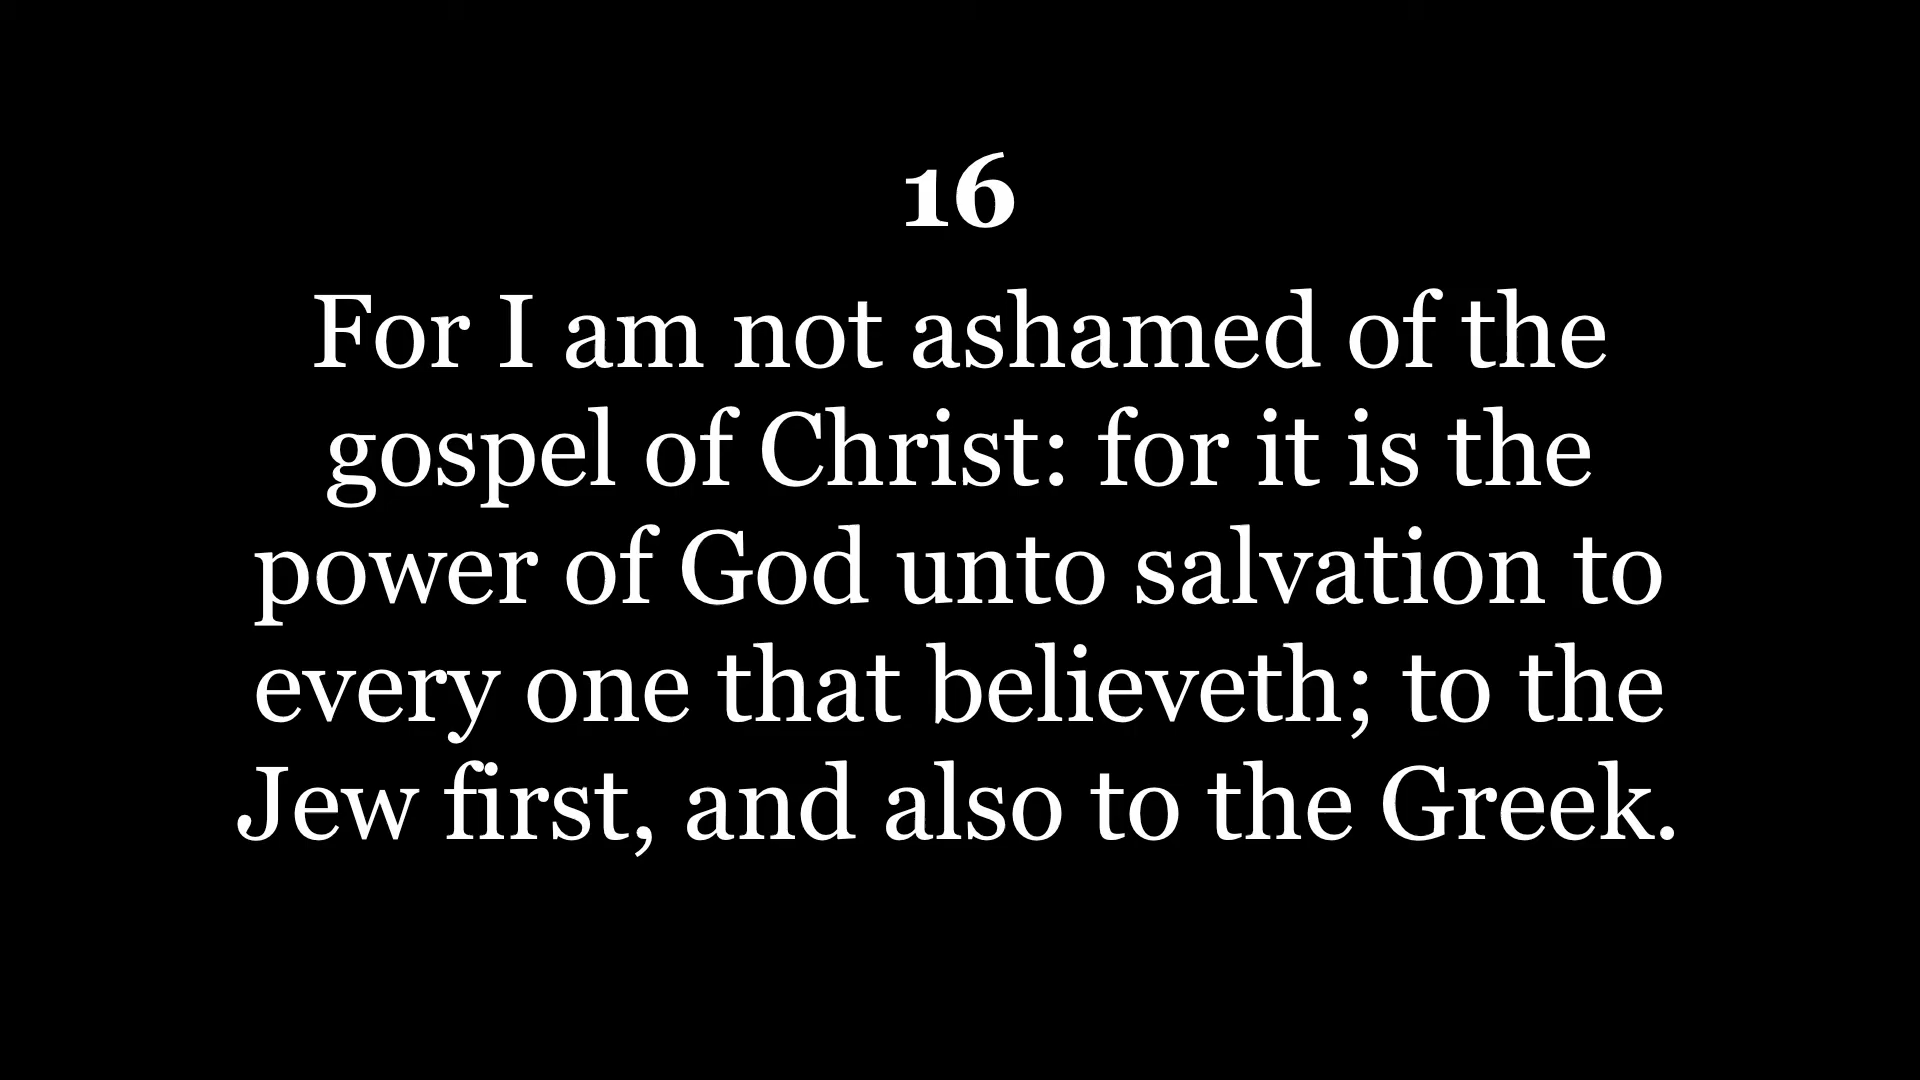 16
For I am not ashamed of the
gospel of Christ: for it is the
power of God unto salvation to
every one that believeth; to the
Jew first, and also to the Greek.